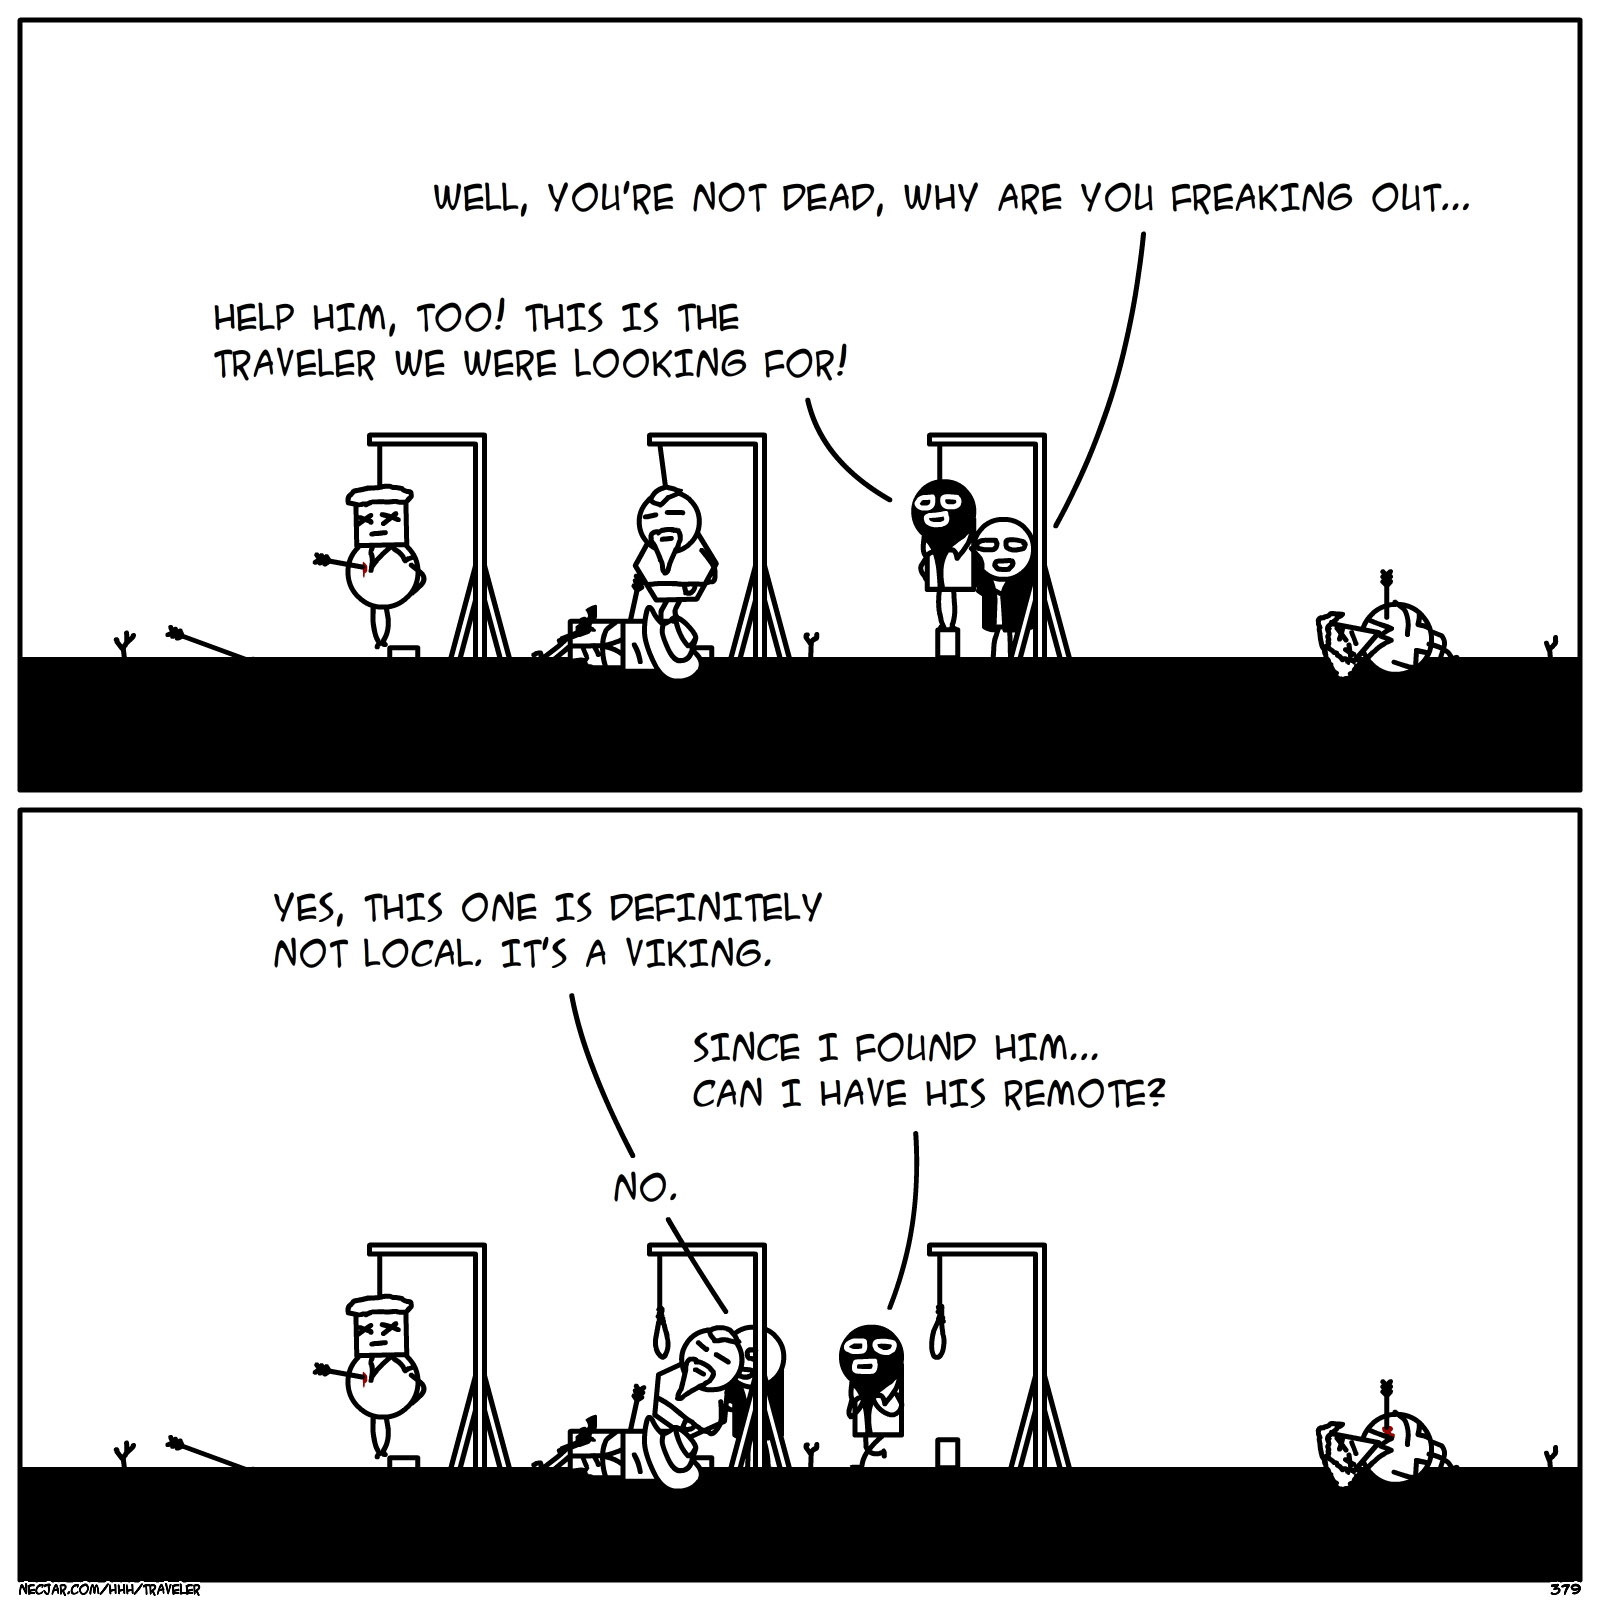 WELL, YOU'RE NOT DEAD, WHY ARE YOU FREAKING OUT...
HELP HIM, TOO! THIS IS THE
TRAVELER WE WERE LOOKING FOR!
YES, THIS ONE IS DEFINITELY
NOT LOCAL. IT'S A VIKING.
SINCE I FOUND HIM...
CAN I HAVE HIS REMOTE?
NO.
NECJAR.COM/HHH/TRAVELER
379